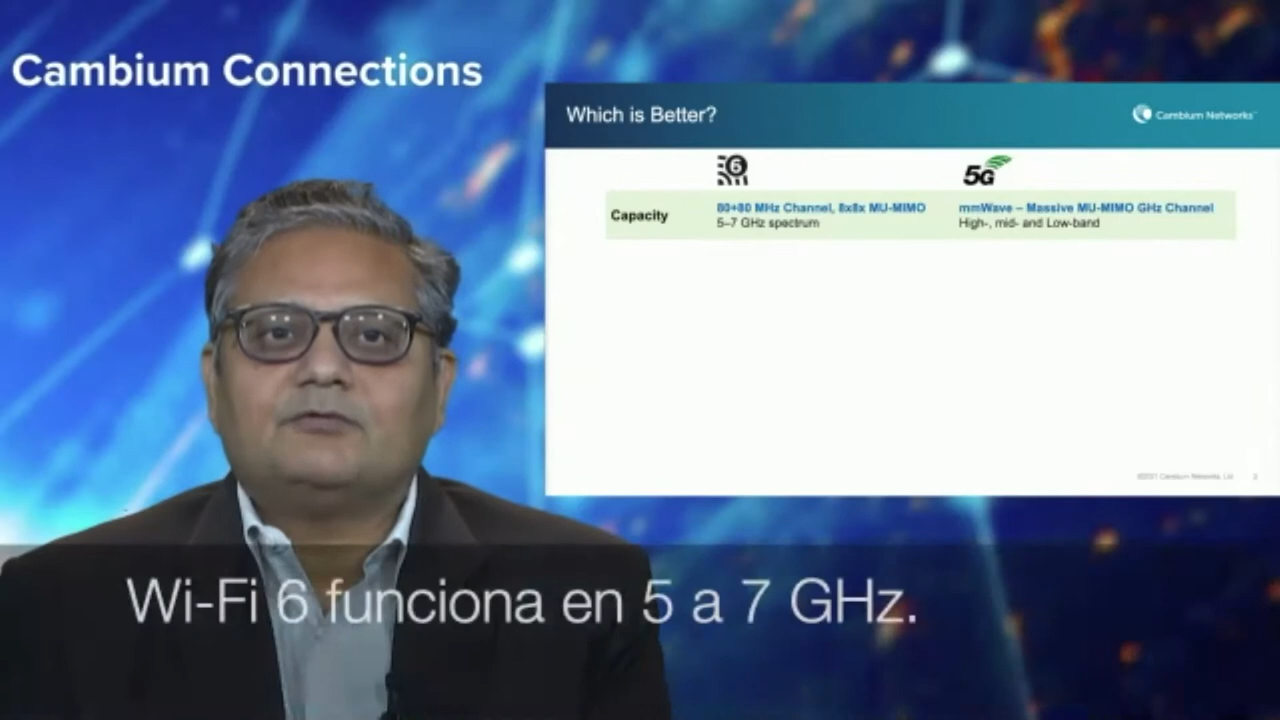 Cambium Connections
Which is Better?
Cambium Networks™
6
5G
Capacity
80+80 MHz Channel, 8x8x MU-MIMO
5–7 GHz spectrum
mmWave – Massive MU-MIMO GHz Channel
High-, mid- and Low-band
Wi-Fi 6 funciona en 5 a 7 GHz.